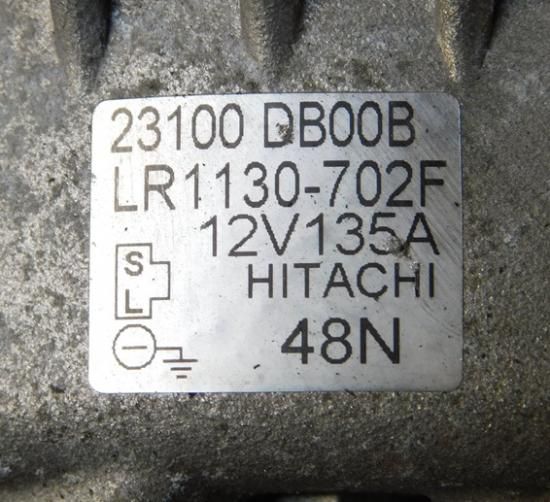 23100 DB00B
LR1130-702F
12V135A
S
HITACHI
L
48N